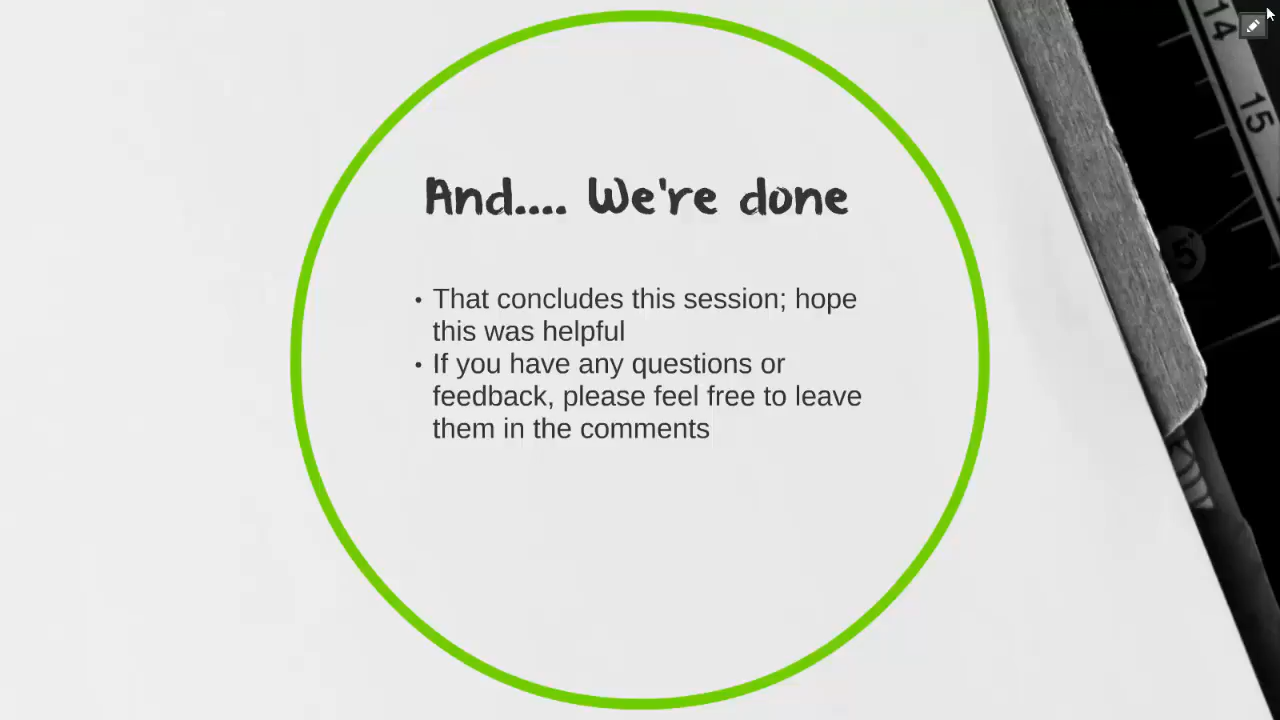 14
15
5
And.... We're done
• That concludes this session; hope
this was helpful
• If you have any questions or
feedback, please feel free to leave
them in the comments